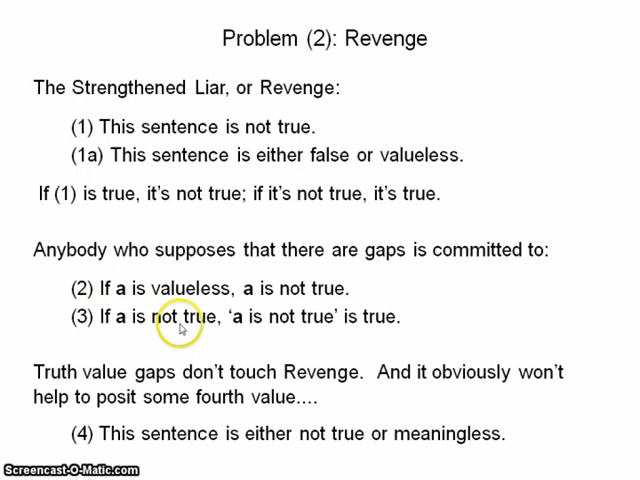 Problem (2): Revenge
The Strengthened Liar, or Revenge:
(1) This sentence is not true.
(1a) This sentence is either false or valueless.
If (1) is true, it's not true; if it's not true, it's true.
Anybody who supposes that there are gaps is committed to:
(2) If a is valueless, a is not true.
(3) If a is not true, ‘a is not true’ is true.
Truth value gaps don't touch Revenge. And it obviously won't
help to posit some fourth value....
(4) This sentence is either not true or meaningless.
Screencast-O-Matic.com